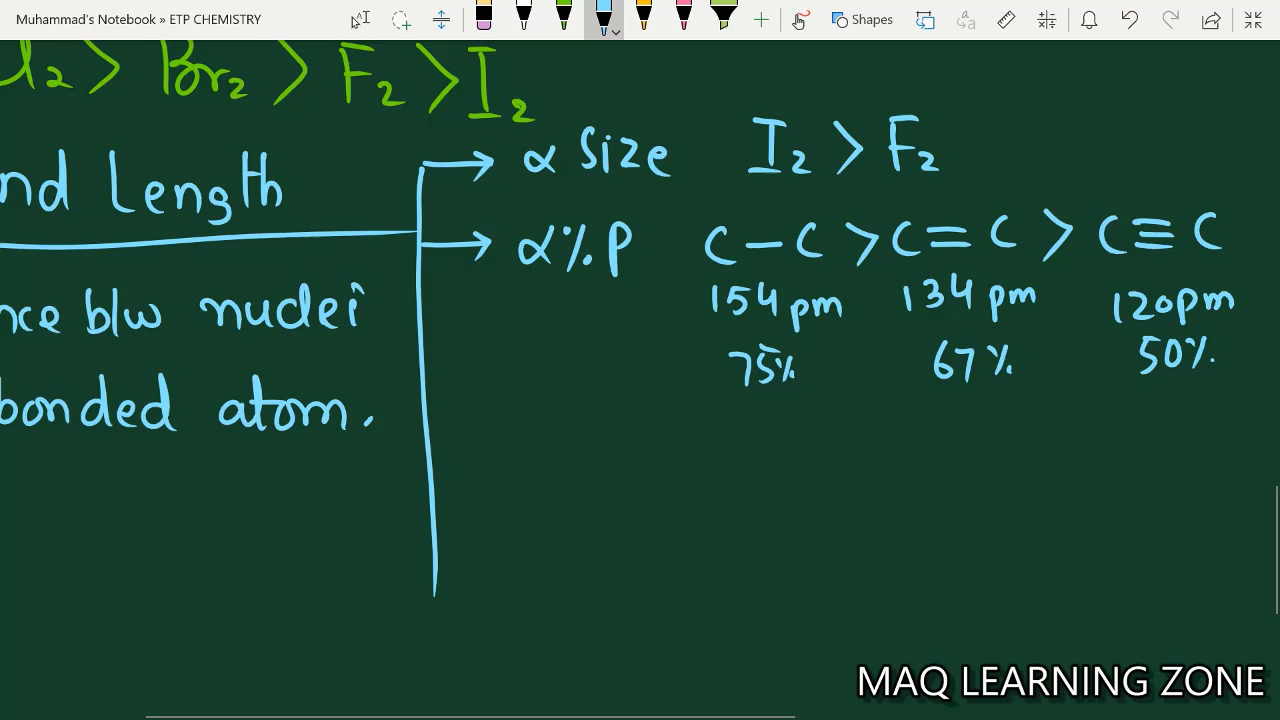 Muhammad's Notebook » ETP CHEMISTRY
Shapes
l₂ > Br₂ > F₂ > I₂
nd Length
nce b/w nuclei
bonded atom.
α Size I₂ > F₂
α % P C – C > C = C > C ≡ C
154 pm 134 pm 120pm
75% 67% 50%
MAQ LEARNING ZONE